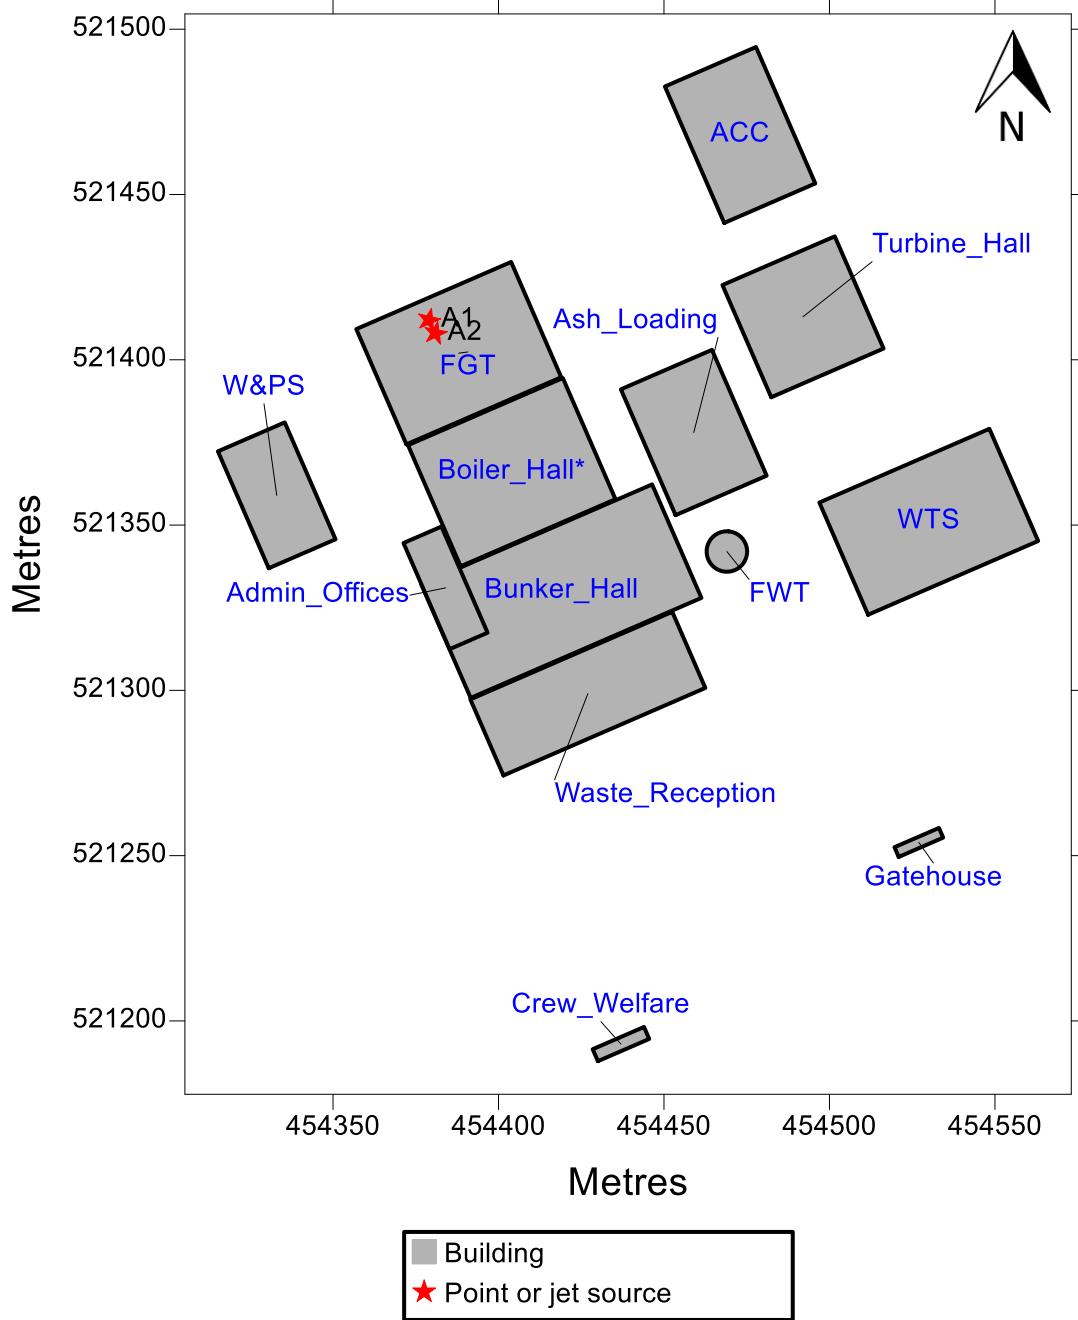 521500
N
ACC
521450
Turbine_Hall
Ash_Loading
A1
A2
521400
FGT
W&PS
Boiler_Hall*
521350
WTS
Admin_Offices
Bunker_Hall
FWT
Metres
521300
Waste_Reception
521250
Gatehouse
Crew_Welfare
521200
454350
454400
454450
454500
454550
Metres
Building
Point or jet source